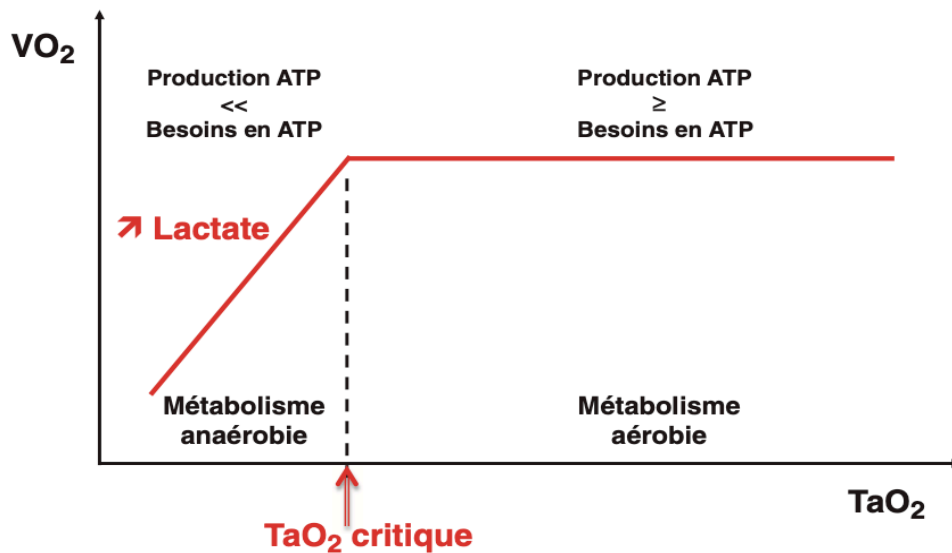 VO₂
Production ATP
<<
Besoins en ATP
Production ATP
≥
Besoins en ATP
↗ Lactate
Métabolisme
anaérobie
Métabolisme
aérobie
TaO₂
TaO₂ critique